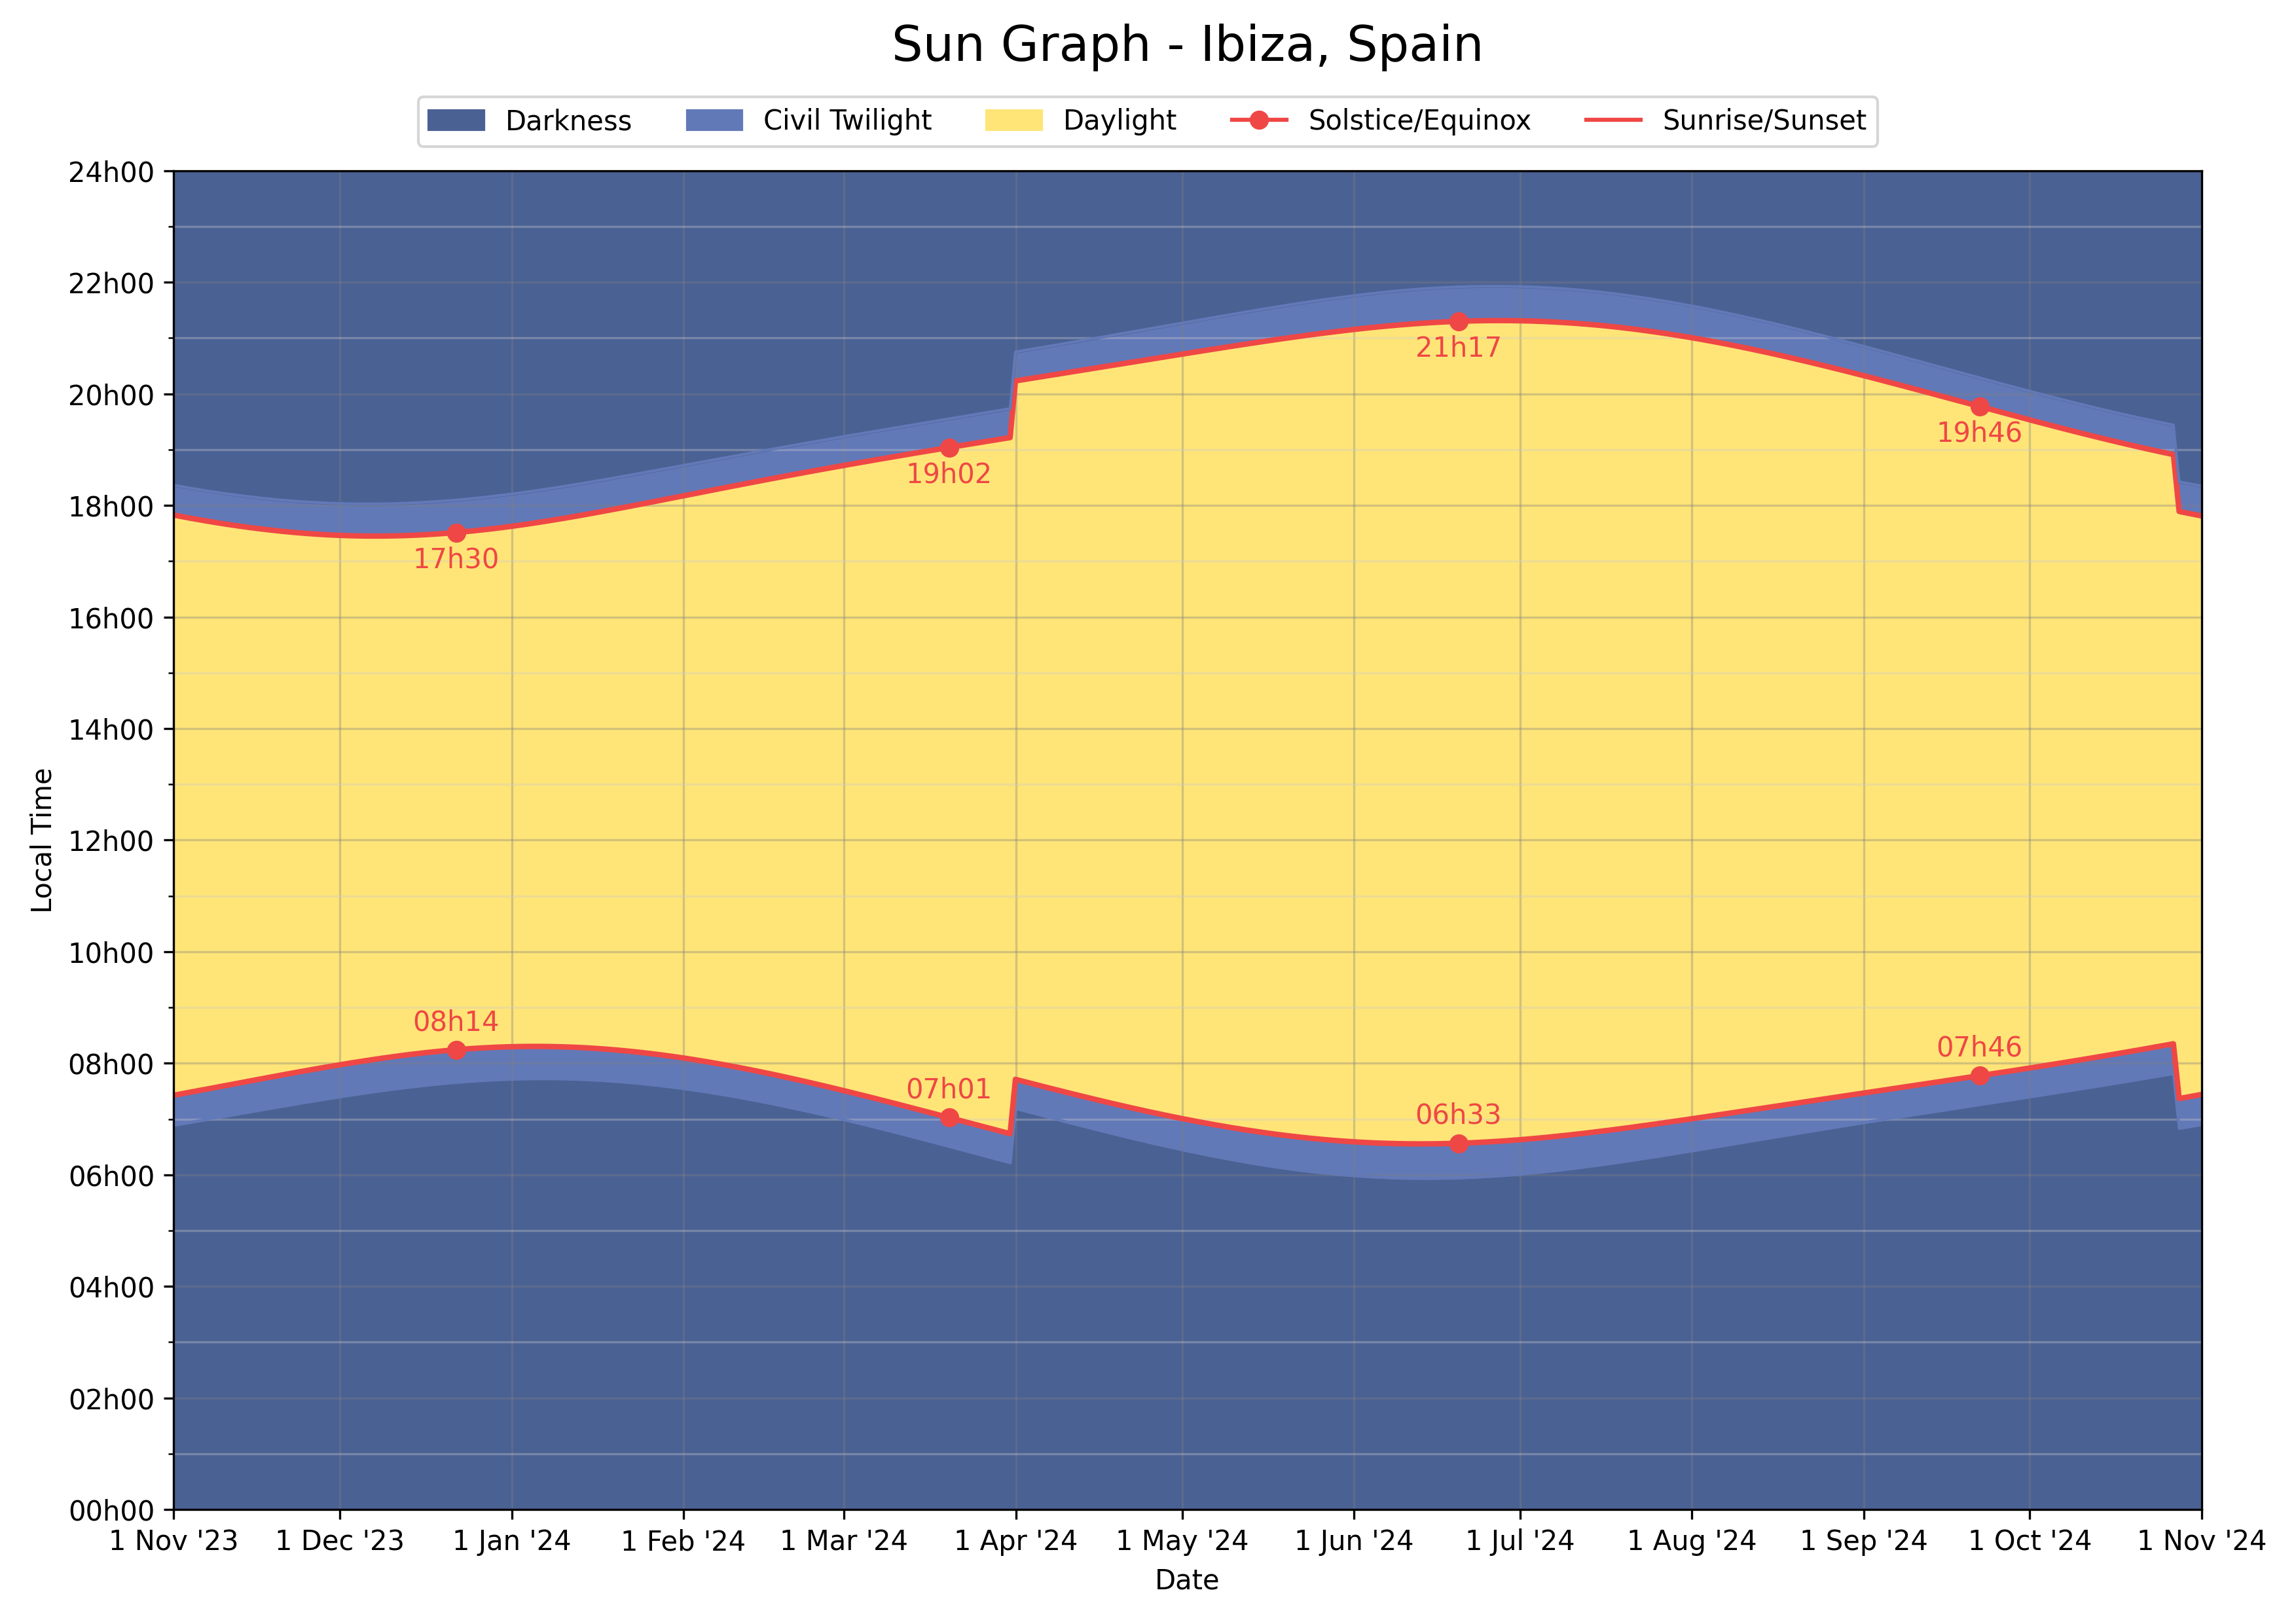 Sun Graph - Ibiza, Spain
Darkness
Civil Twilight
Daylight
Solstice/Equinox
Sunrise/Sunset
24h00
22h00
20h00
18h00
16h00
14h00
12h00
10h00
08h00
06h00
04h00
02h00
00h00
Local Time
21h17
19h46
19h02
17h30
08h14
07h01
06h33
07h46
1 Nov '23
1 Dec '23
1 Jan '24
1 Feb '24
1 Mar '24
1 Apr '24
1 May '24
1 Jun '24
1 Jul '24
1 Aug '24
1 Sep '24
1 Oct '24
1 Nov '24
Date